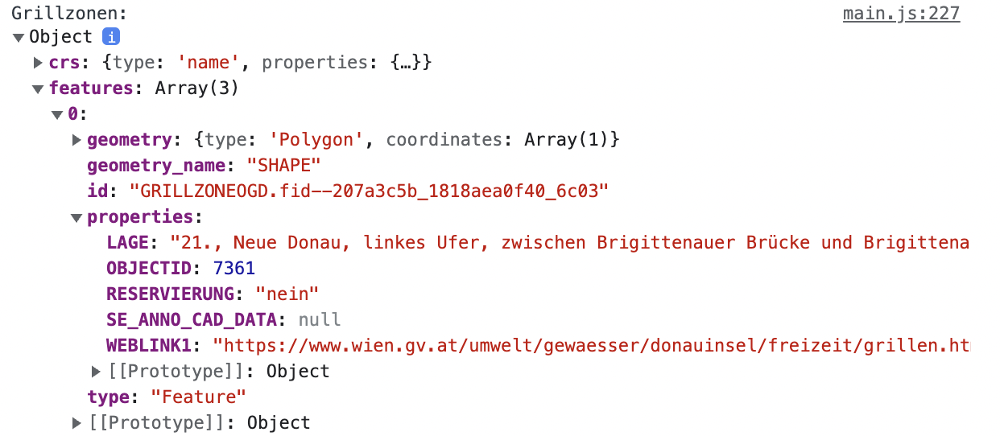 Grillzonen: main.js:227
▼Object i
▶crs: {type: 'name', properties: {…}}
▼features: Array(3)
▼0:
▶geometry: {type: 'Polygon', coordinates: Array(1)}
geometry_name: "SHAPE"
id: "GRILLZONEOGD.fid--207a3c5b_1818aea0f40_6c03"
▼properties:
LAGE: "21., Neue Donau, linkes Ufer, zwischen Brigittenauer Brücke und Brigittena
OBJECTID: 7361
RESERVIERUNG: "nein"
SE_ANNO_CAD_DATA: null
WEBLINK1: "https://www.wien.gv.at/umwelt/gewaesser/donauinsel/freizeit/grillen.ht
▶[[Prototype]]: Object
type: "Feature"
▶[[Prototype]]: Object